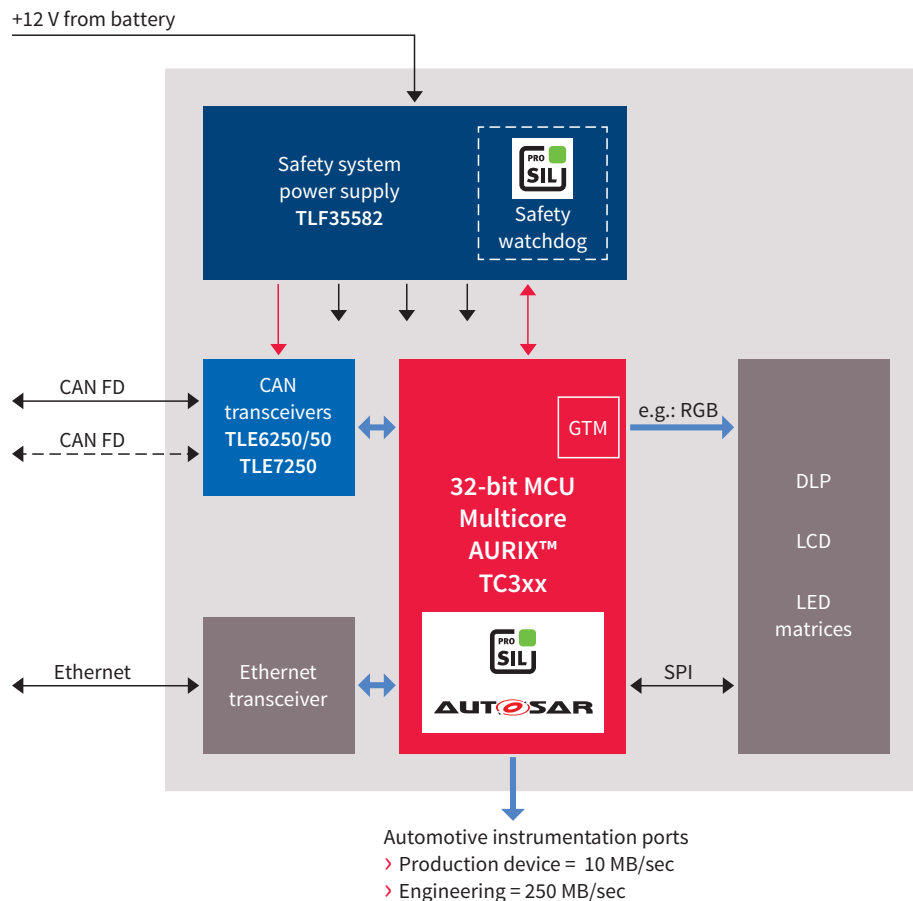 +12 V from battery
Safety system
power supply
TLF35582
PRO
SIL
Safety
watchdog
CAN FD
CAN FD
CAN
transceivers
TLE6250/50
TLE7250
GTM
e.g.: RGB
32-bit MCU
Multicore
AURIX™
TC3xx
PRO
SIL
AUTOSAR
DLP
LCD
LED
matrices
Ethernet
Ethernet
transceiver
SPI
Automotive instrumentation ports
› Production device = 10 MB/sec
› Engineering = 250 MB/sec